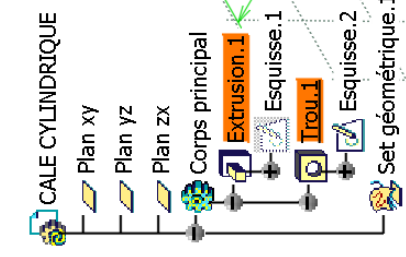 CALE CYLINDRIQUE
Plan xy
Plan yz
Plan zx
Corps principal
Extrusion.1
Esquisse.1
Trou.1
Esquisse.2
Set géométrique.1